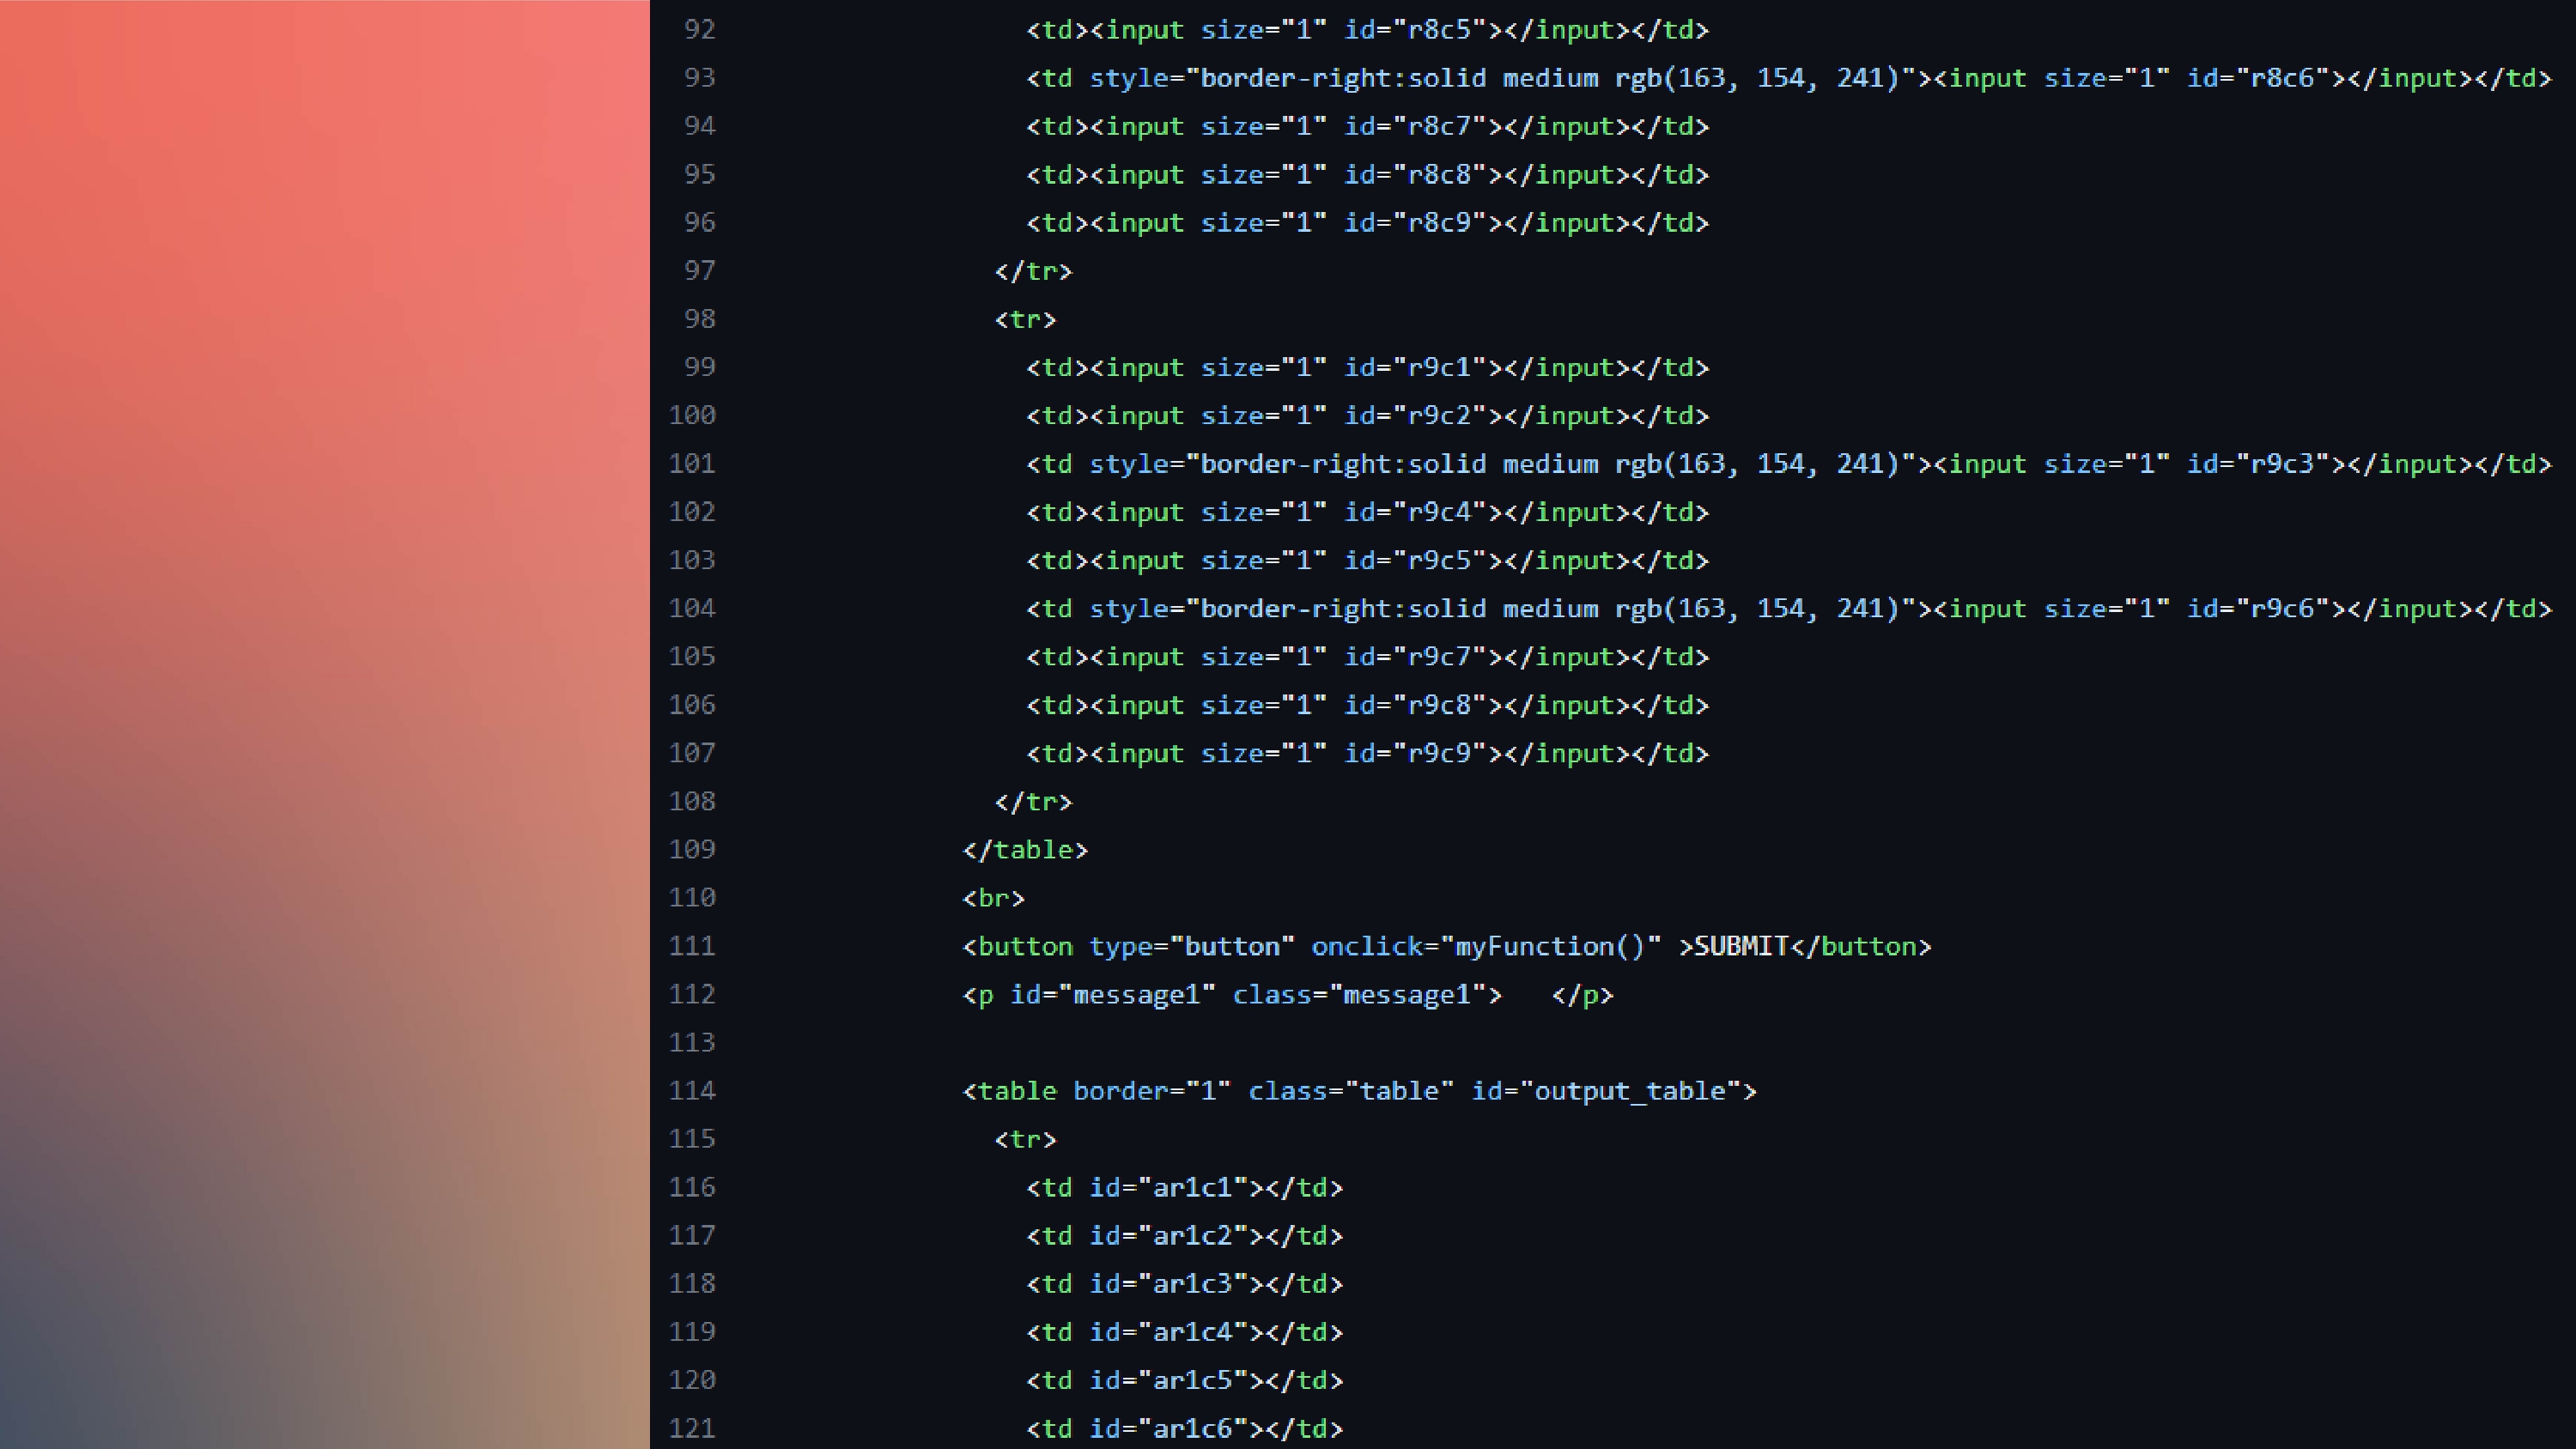 92 <td><input size="1" id="r8c5"></input></td>
93 <td style="border-right:solid medium rgb(163, 154, 241)"><input size="1" id="r8c6"></input></td>
94 <td><input size="1" id="r8c7"></input></td>
95 <td><input size="1" id="r8c8"></input></td>
96 <td><input size="1" id="r8c9"></input></td>
97 </tr>
98 <tr>
99 <td><input size="1" id="r9c1"></input></td>
100 <td><input size="1" id="r9c2"></input></td>
101 <td style="border-right:solid medium rgb(163, 154, 241)"><input size="1" id="r9c3"></input></td>
102 <td><input size="1" id="r9c4"></input></td>
103 <td><input size="1" id="r9c5"></input></td>
104 <td style="border-right:solid medium rgb(163, 154, 241)"><input size="1" id="r9c6"></input></td>
105 <td><input size="1" id="r9c7"></input></td>
106 <td><input size="1" id="r9c8"></input></td>
107 <td><input size="1" id="r9c9"></input></td>
108 </tr>
109 </table>
110 <br>
111 <button type="button" onclick="myFunction()" >SUBMIT</button>
112 <p id="message1" class="message1">   </p>
113
114 <table border="1" class="table" id="output_table">
115 <tr>
116 <td id="ar1c1"></td>
117 <td id="ar1c2"></td>
118 <td id="ar1c3"></td>
119 <td id="ar1c4"></td>
120 <td id="ar1c5"></td>
121 <td id="ar1c6"></td>